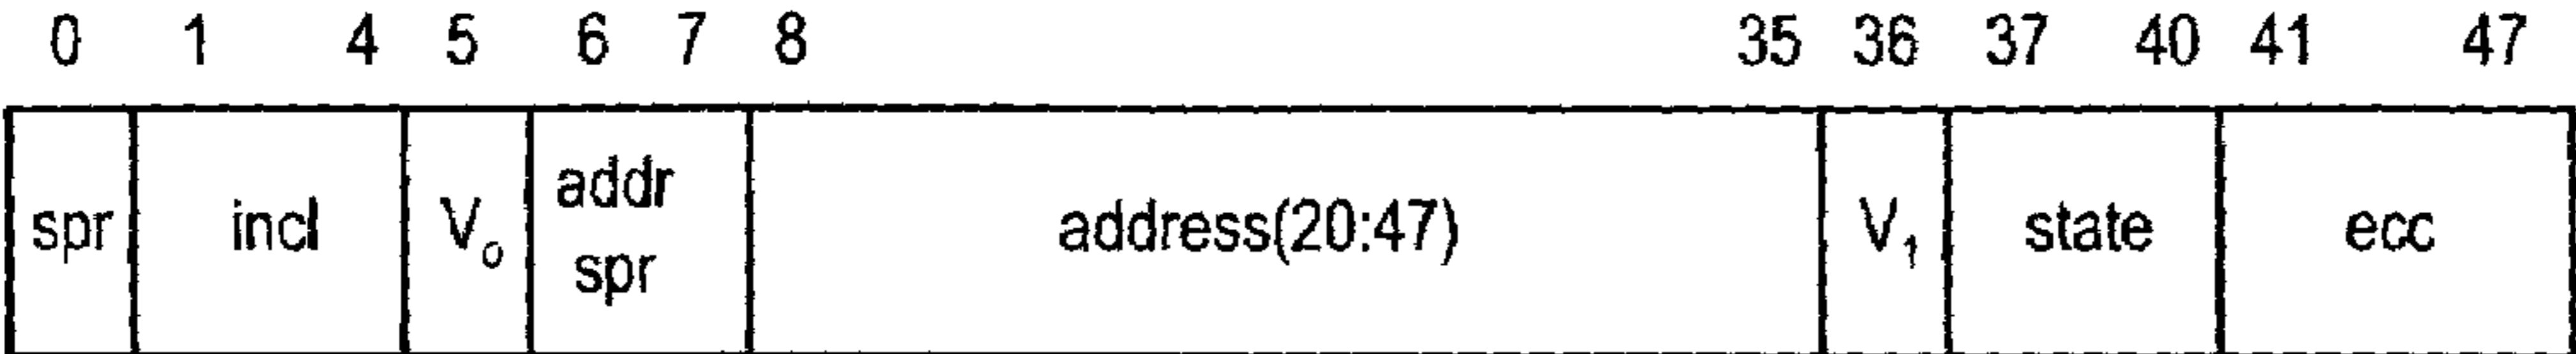 0 1 4 5 6 7 8 35 36 37 40 41 47
spr incl V₀ addr spr address(20:47) V₁ state ecc